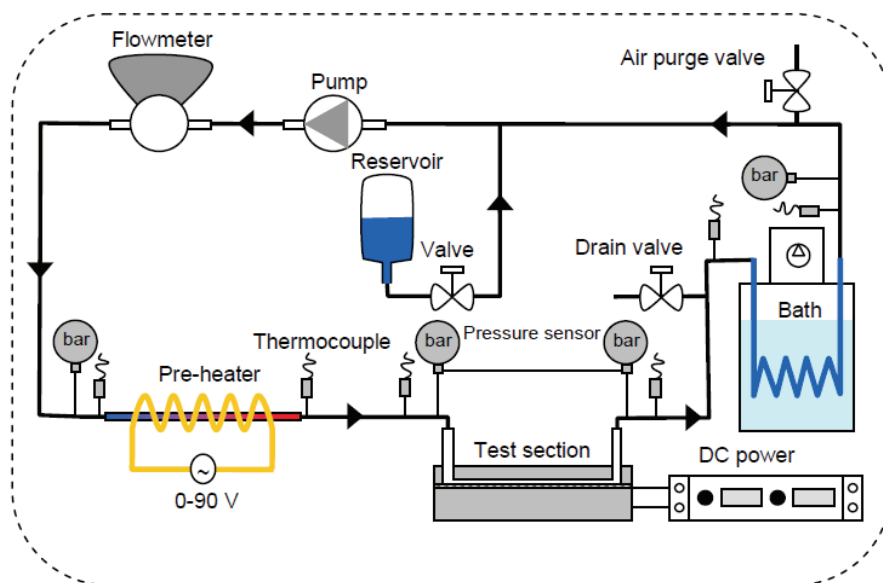 Flowmeter
Pump
Air purge valve
Reservoir
bar
Valve
Drain valve
Bath
bar
Thermocouple
bar
Pressure sensor
bar
Pre-heater
Test section
DC power
0-90 V